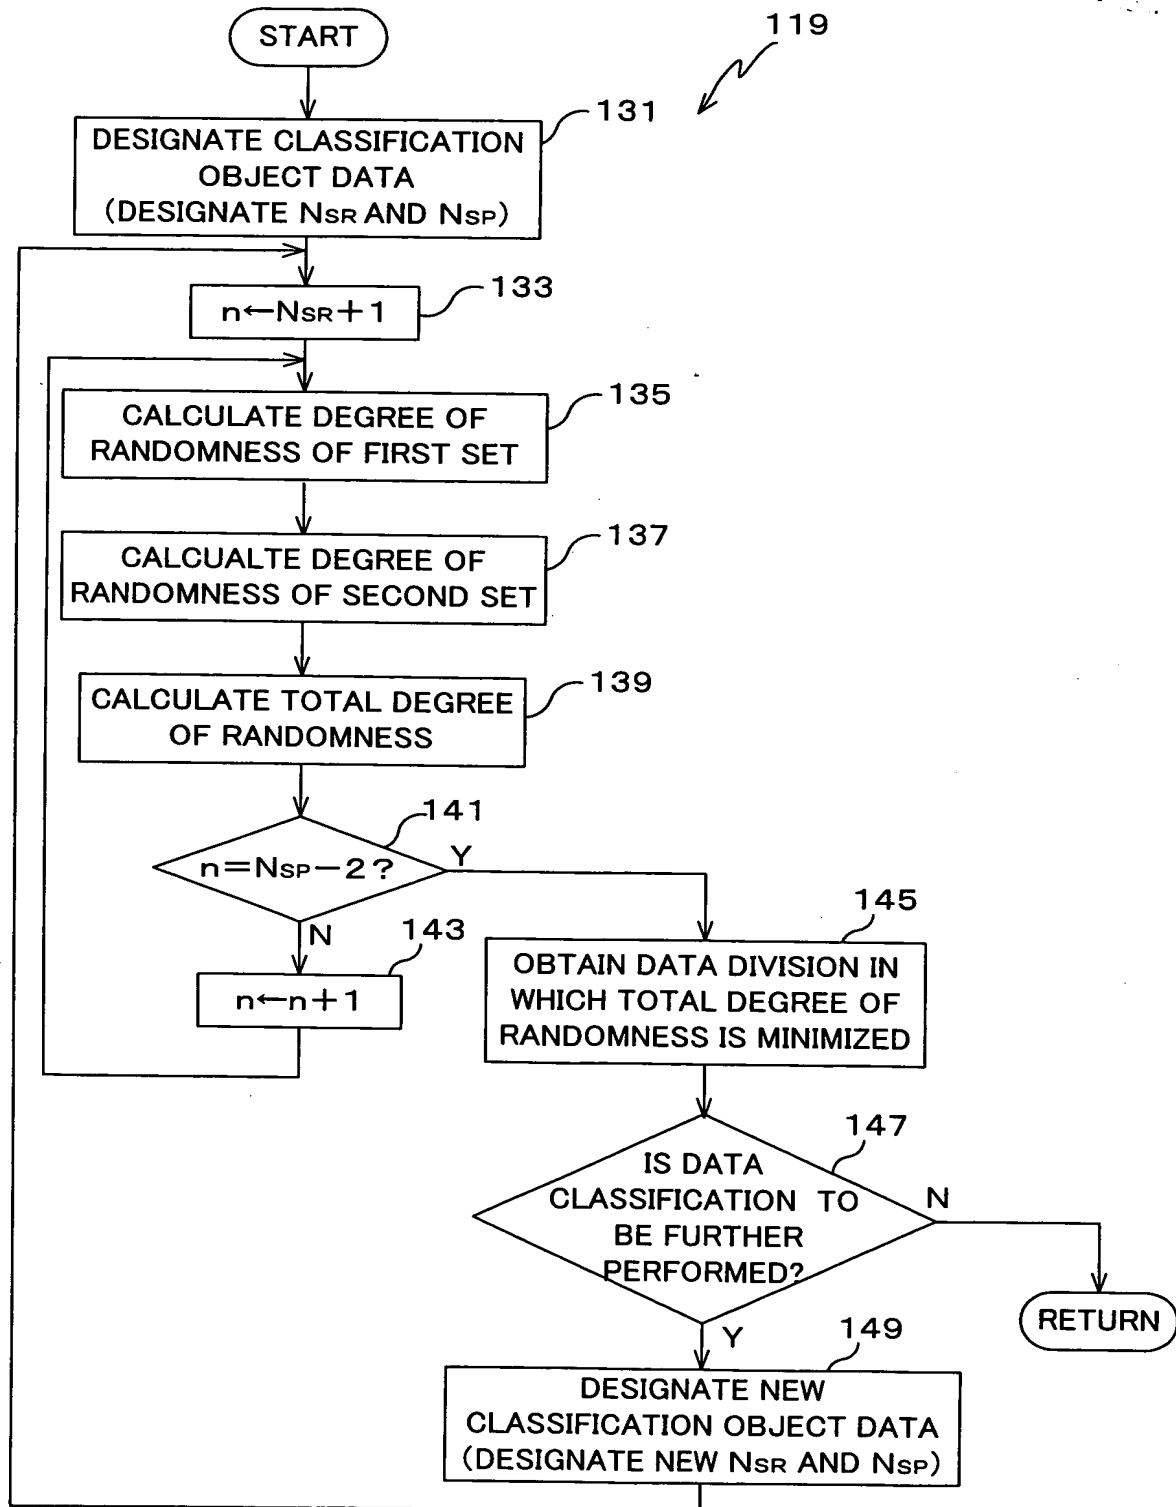 START
119
131
DESIGNATE CLASSIFICATION
OBJECT DATA
(DESIGNATE NSR AND NSP)
133
n←NSR+1
135
CALCULATE DEGREE OF
RANDOMNESS OF FIRST SET
137
CALCUALTE DEGREE OF
RANDOMNESS OF SECOND SET
139
CALCULATE TOTAL DEGREE
OF RANDOMNESS
141
n=NSP−2?
Y
N
143
n←n+1
145
OBTAIN DATA DIVISION IN
WHICH TOTAL DEGREE OF
RANDOMNESS IS MINIMIZED
147
IS DATA
CLASSIFICATION TO
BE FURTHER
PERFORMED?
N
RETURN
Y
149
DESIGNATE NEW
CLASSIFICATION OBJECT DATA
(DESIGNATE NEW NSR AND NSP)